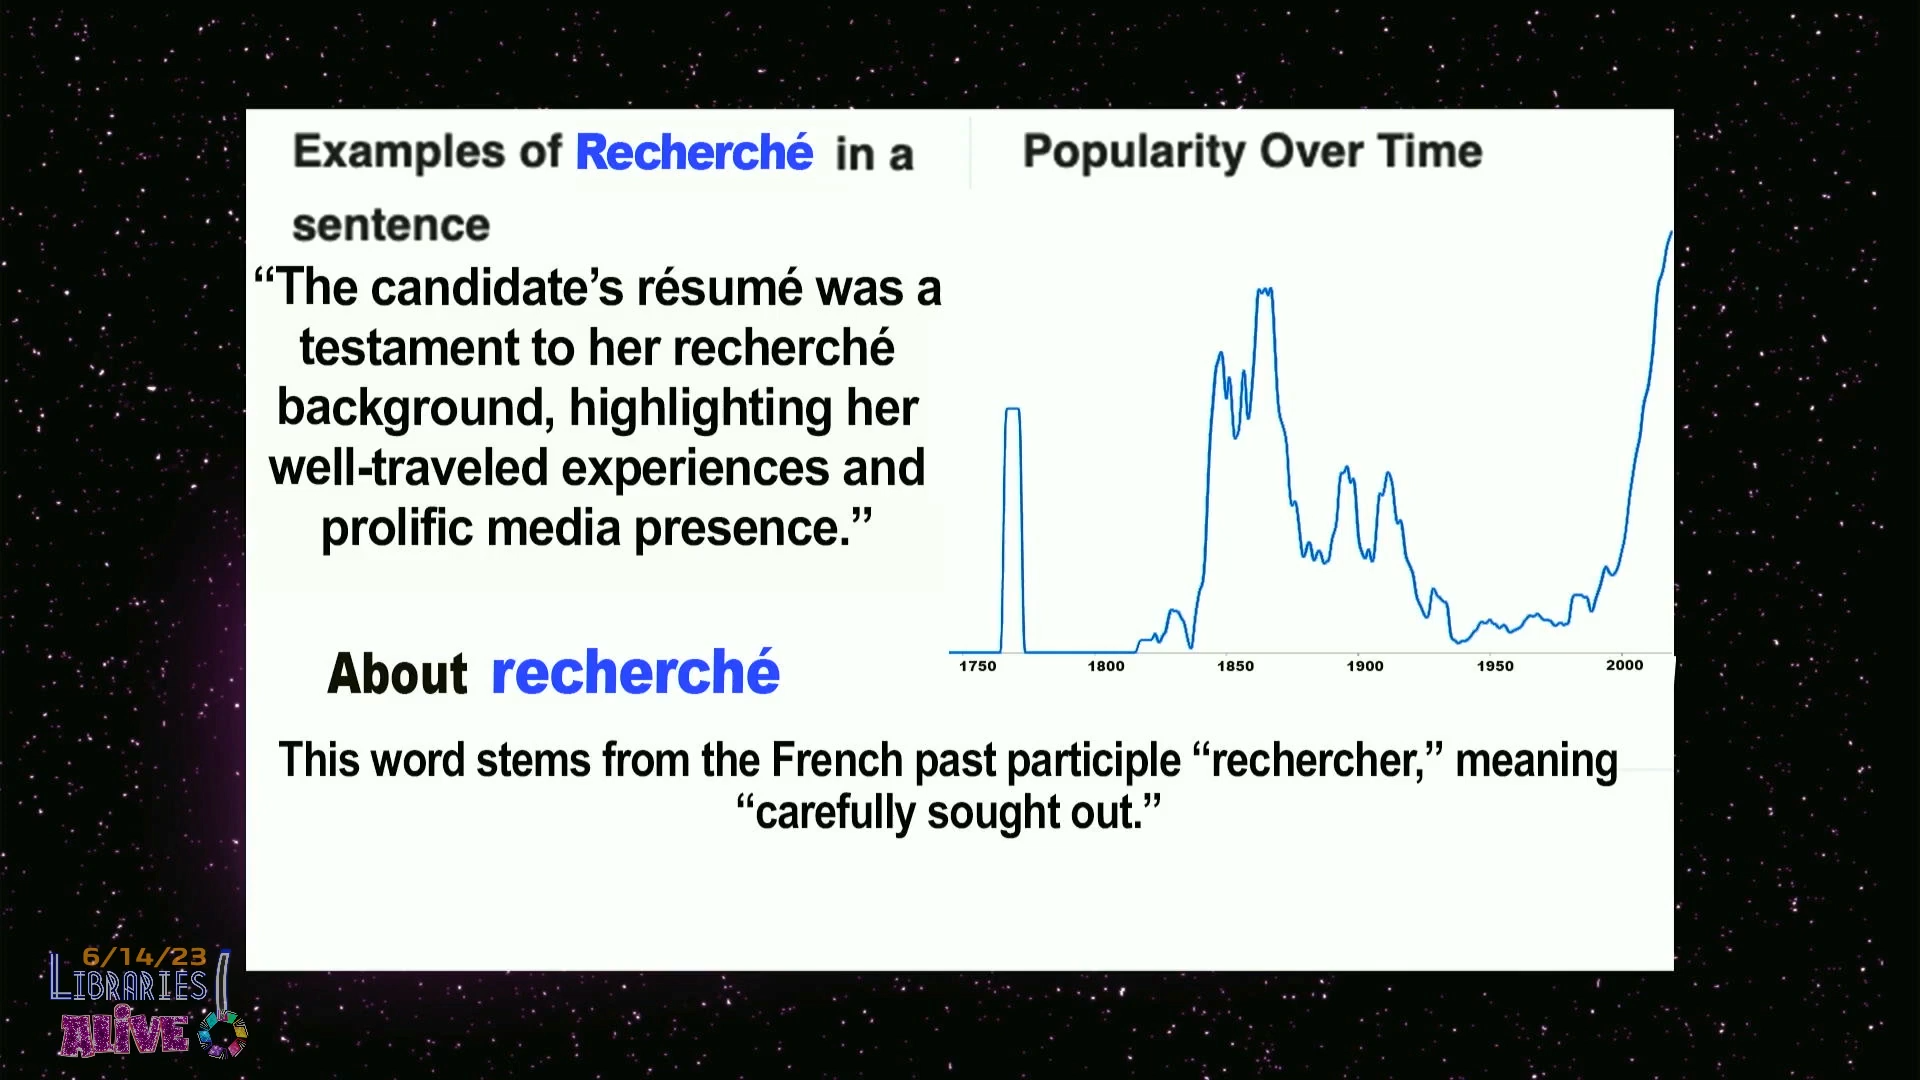 Examples of Recherché in a
sentence
“The candidate’s résumé was a
testament to her recherché
background, highlighting her
well-traveled experiences and
prolific media presence.”
Popularity Over Time
1750 1800 1850 1900 1950 2000
About recherché
This word stems from the French past participle “rechercher,” meaning
“carefully sought out.”
6/14/23
LIBRARIES
ALiVE